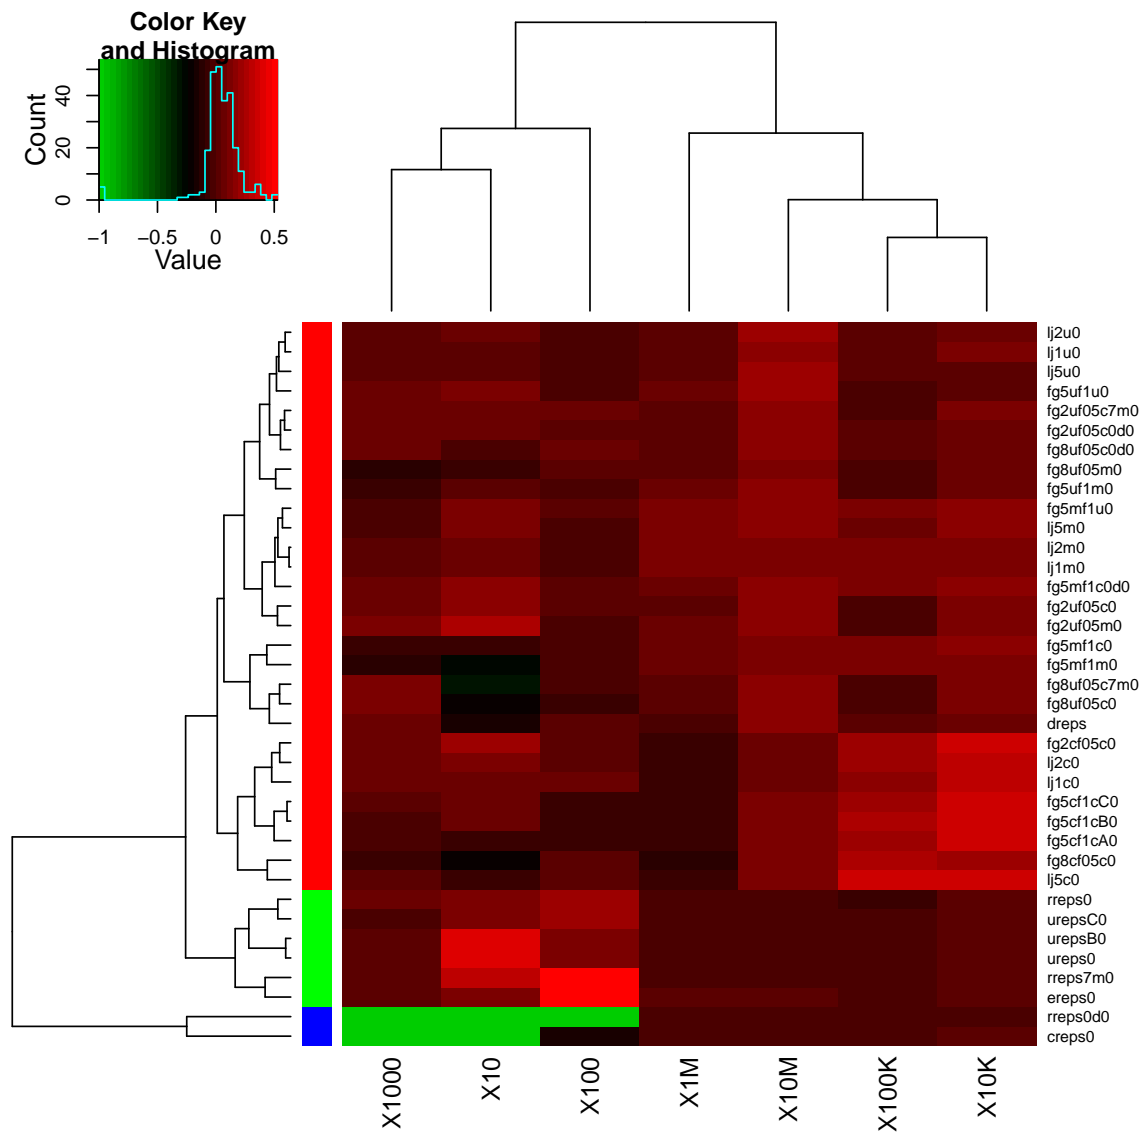 Color Key
and Histogram
Count
0 20 40
−1 −0.5 0 0.5
Value
lj2u0
lj1u0
lj5u0
fg5uf1u0
fg2uf05c7m0
fg2uf05c0d0
fg8uf05c0d0
fg8uf05m0
fg5uf1m0
fg5mf1u0
lj5m0
lj2m0
lj1m0
fg5mf1c0d0
fg2uf05c0
fg2uf05m0
fg5mf1c0
fg5mf1m0
fg8uf05c7m0
fg8uf05c0
dreps
fg2cf05c0
lj2c0
lj1c0
fg5cf1cC0
fg5cf1cB0
fg5cf1cA0
fg8cf05c0
lj5c0
rreps0
urepsC0
urepsB0
ureps0
rreps7m0
ereps0
rreps0d0
creps0
X1000 X10 X100 X1M X10M X100K X10K